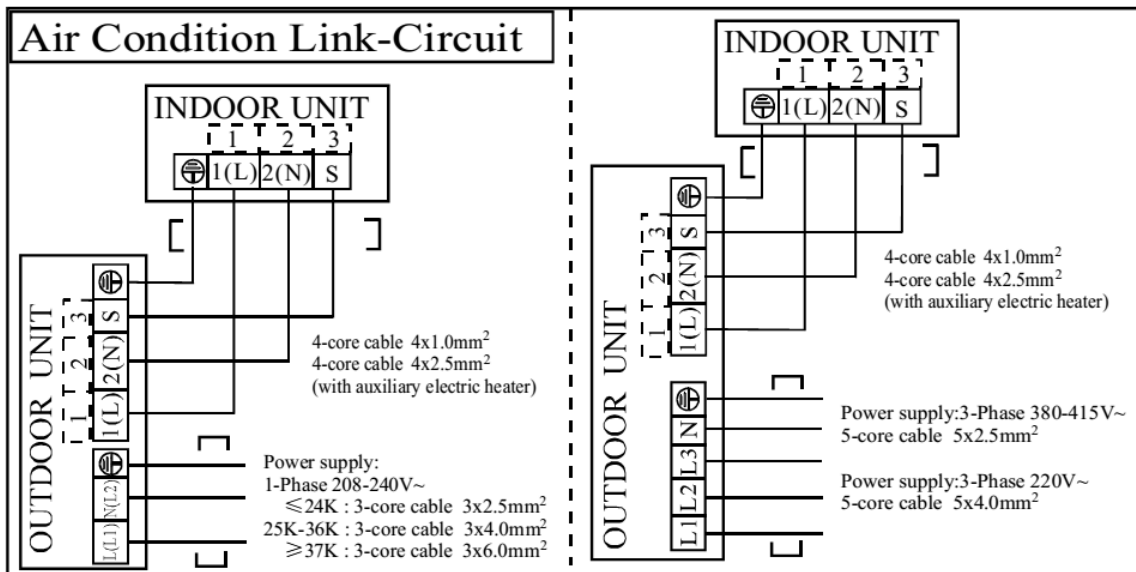 Air Condition Link-Circuit
INDOOR UNIT
1 2 3
1(L) 2(N) S
OUTDOOR UNIT
3 S
2 2(N)
1 1(L)
N(L2)
L(L1)
4-core cable 4x1.0mm²
4-core cable 4x2.5mm²
(with auxiliary electric heater)
Power supply:
1-Phase 208-240V~
≤24K : 3-core cable 3x2.5mm²
25K-36K : 3-core cable 3x4.0mm²
≥37K : 3-core cable 3x6.0mm²
INDOOR UNIT
1 2 3
1(L) 2(N) S
OUTDOOR UNIT
3 S
2 2(N)
1 1(L)
N
L3
L2
L1
4-core cable 4x1.0mm²
4-core cable 4x2.5mm²
(with auxiliary electric heater)
Power supply:3-Phase 380-415V~
5-core cable 5x2.5mm²
Power supply:3-Phase 220V~
5-core cable 5x4.0mm²